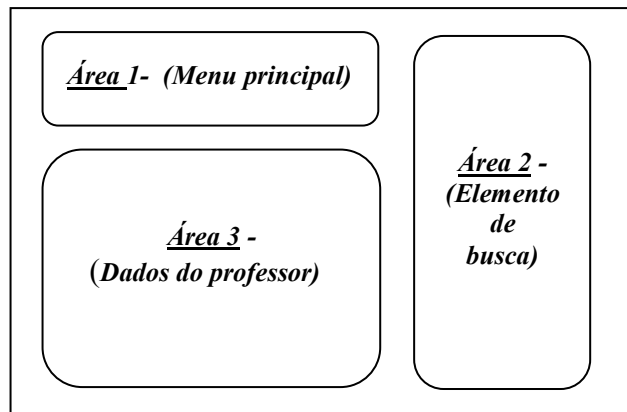 Área 1- (Menu principal)
Área 2 -
(Elemento
de
busca)
Área 3 -
(Dados do professor)